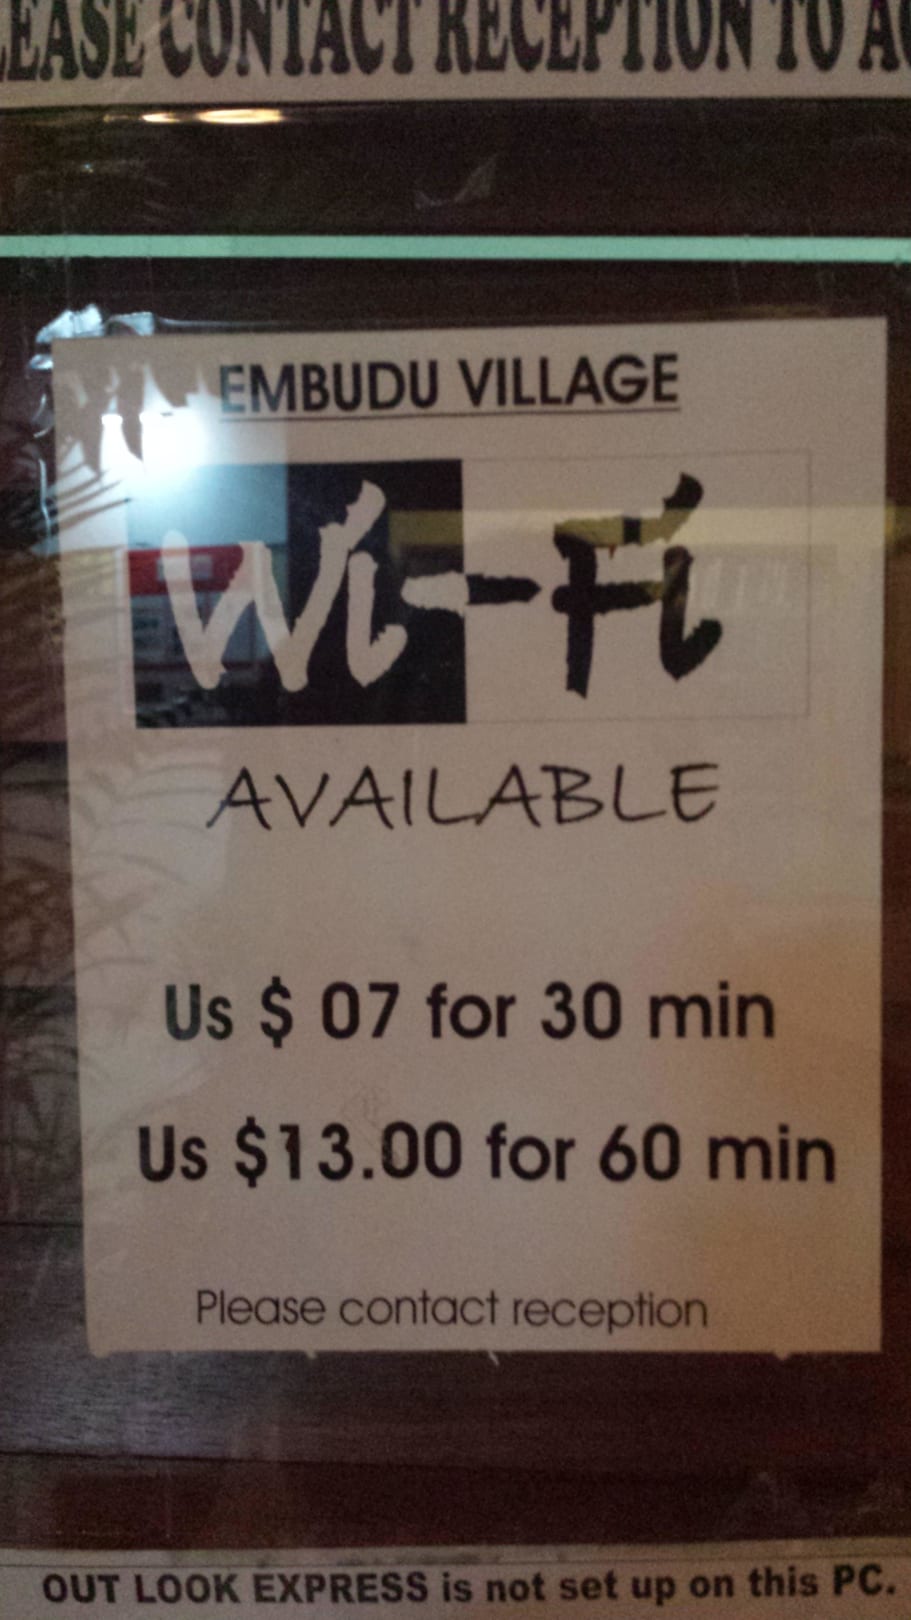 CONTACT RECEPTION TO
EMBUDU VILLAGE
Wi-Fi
AVAILABLE
Us $ 07 for 30 min
Us $13.00 for 60 min
Please contact reception
OUT LOOK EXPRESS is not set up on this PC.